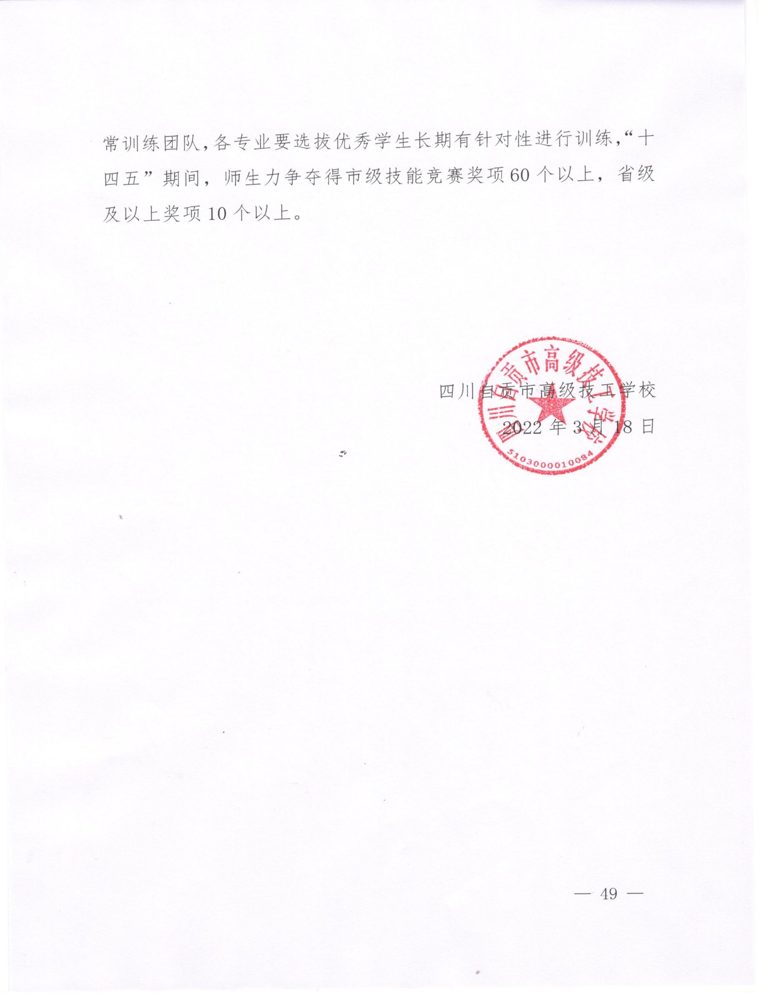 常训练团队，各专业要选拔优秀学生长期有针对性进行训练，“十
四五”期间，师生力争夺得市级技能竞赛奖项60个以上，省级
及以上奖项10个以上。
四川自贡市高级技工学校
四川自贡市高级技工学校
2022年3月18日
5103000010084
— 49 —